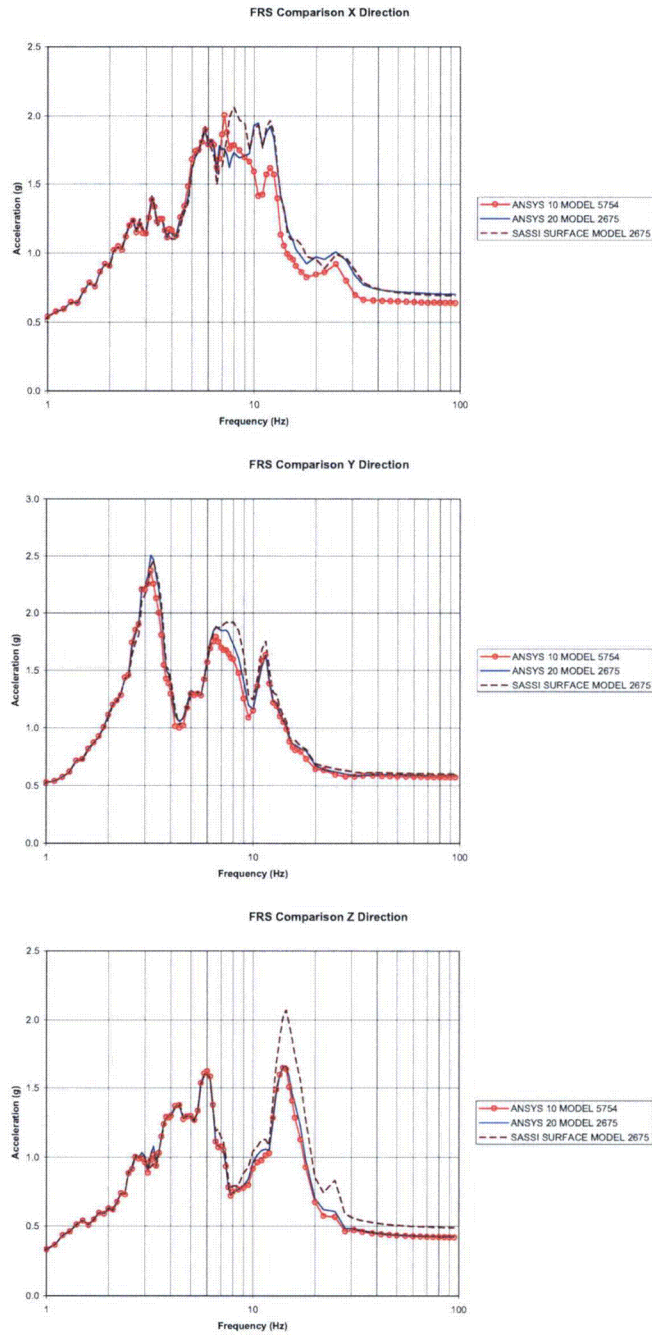 FRS Comparison X Direction
2.5
2.0
1.5
1.0
0.5
0.0
Acceleration (g)
1
10
100
Frequency (Hz)
ANSYS 10 MODEL 5754
ANSYS 20 MODEL 2675
SASSI SURFACE MODEL 2675
FRS Comparison Y Direction
3.0
2.5
2.0
1.5
1.0
0.5
0.0
Acceleration (g)
1
10
100
Frequency (Hz)
ANSYS 10 MODEL 5754
ANSYS 20 MODEL 2675
SASSI SURFACE MODEL 2675
FRS Comparison Z Direction
2.5
2.0
1.5
1.0
0.5
0.0
Acceleration (g)
1
10
100
Frequency (Hz)
ANSYS 10 MODEL 5754
ANSYS 20 MODEL 2675
SASSI SURFACE MODEL 2675